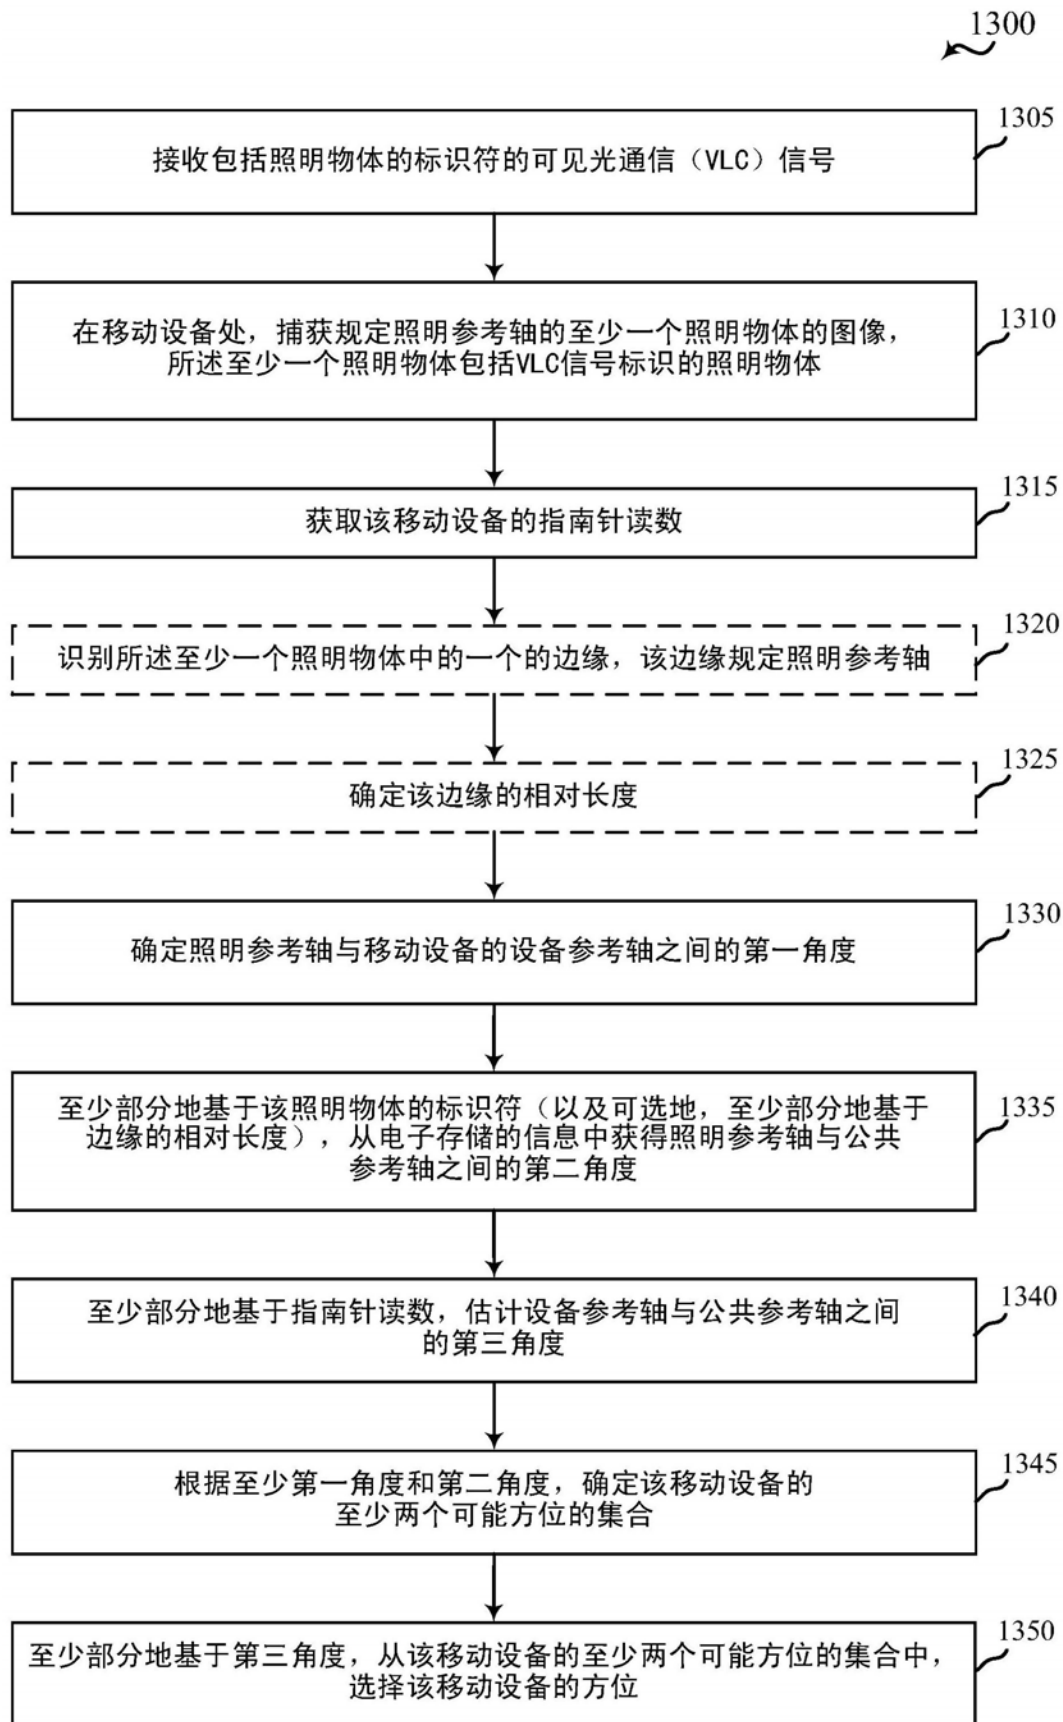 1300
1305
接收包括照明物体的标识符的可见光通信（VLC）信号
1310
在移动设备处，捕获规定照明参考轴的至少一个照明物体的图像，
所述至少一个照明物体包括VLC信号标识的照明物体
1315
获取该移动设备的指南针读数
1320
识别所述至少一个照明物体中的一个的边缘，该边缘规定照明参考轴
1325
确定该边缘的相对长度
1330
确定照明参考轴与移动设备的设备参考轴之间的第一角度
1335
至少部分地基于该照明物体的标识符（以及可选地，至少部分地基于
边缘的相对长度），从电子存储的信息中获得照明参考轴与公共
参考轴之间的第二角度
1340
至少部分地基于指南针读数，估计设备参考轴与公共参考轴之间
的第三角度
1345
根据至少第一角度和第二角度，确定该移动设备的
至少两个可能方位的集合
1350
至少部分地基于第三角度，从该移动设备的至少两个可能方位的集合中，
选择该移动设备的方位